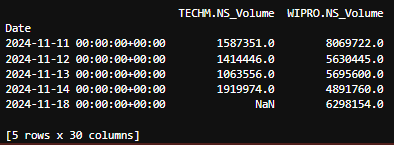 TECHM.NS_Volume WIPRO.NS_Volume
Date
2024-11-11 00:00:00+00:00 1587351.0 8069722.0
2024-11-12 00:00:00+00:00 1414446.0 5630445.0
2024-11-13 00:00:00+00:00 1063556.0 5695600.0
2024-11-14 00:00:00+00:00 1919974.0 4891760.0
2024-11-18 00:00:00+00:00 NaN 6298154.0
[5 rows x 30 columns]